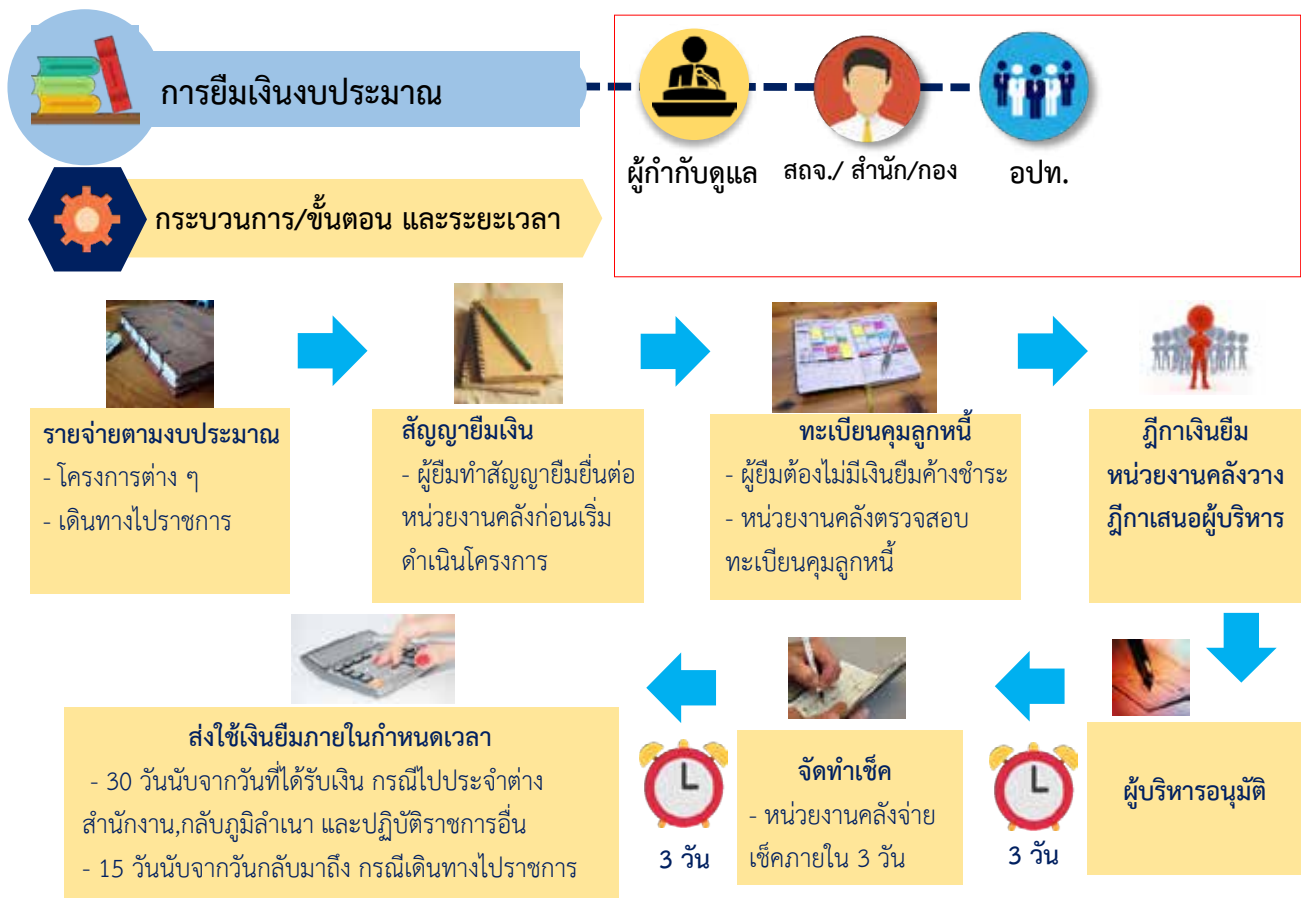 การยืมเงินงบประมาณ
ผู้กำกับดูแล
สถจ./ สำนัก/กอง
อปท.
กระบวนการ/ขั้นตอน และระยะเวลา
รายจ่ายตามงบประมาณ
- โครงการต่าง ๆ
- เดินทางไปราชการ
สัญญายืมเงิน
- ผู้ยืมทำสัญญายืมยื่นต่อ
หน่วยงานคลังก่อนเริ่ม
ดำเนินโครงการ
ทะเบียนคุมลูกหนี้
- ผู้ยืมต้องไม่มีเงินยืมค้างชำระ
- หน่วยงานคลังตรวจสอบ
ทะเบียนคุมลูกหนี้
ฎีกาเงินยืม
หน่วยงานคลังวาง
ฎีกาเสนอผู้บริหาร
ผู้บริหารอนุมัติ
3 วัน
จัดทำเช็ค
- หน่วยงานคลังจ่าย
เช็คภายใน 3 วัน
3 วัน
ส่งใช้เงินยืมภายในกำหนดเวลา
- 30 วันนับจากวันที่ได้รับเงิน กรณีไปประจำต่าง
สำนักงาน,กลับภูมิลำเนา และปฏิบัติราชการอื่น
- 15 วันนับจากวันกลับมาถึง กรณีเดินทางไปราชการ